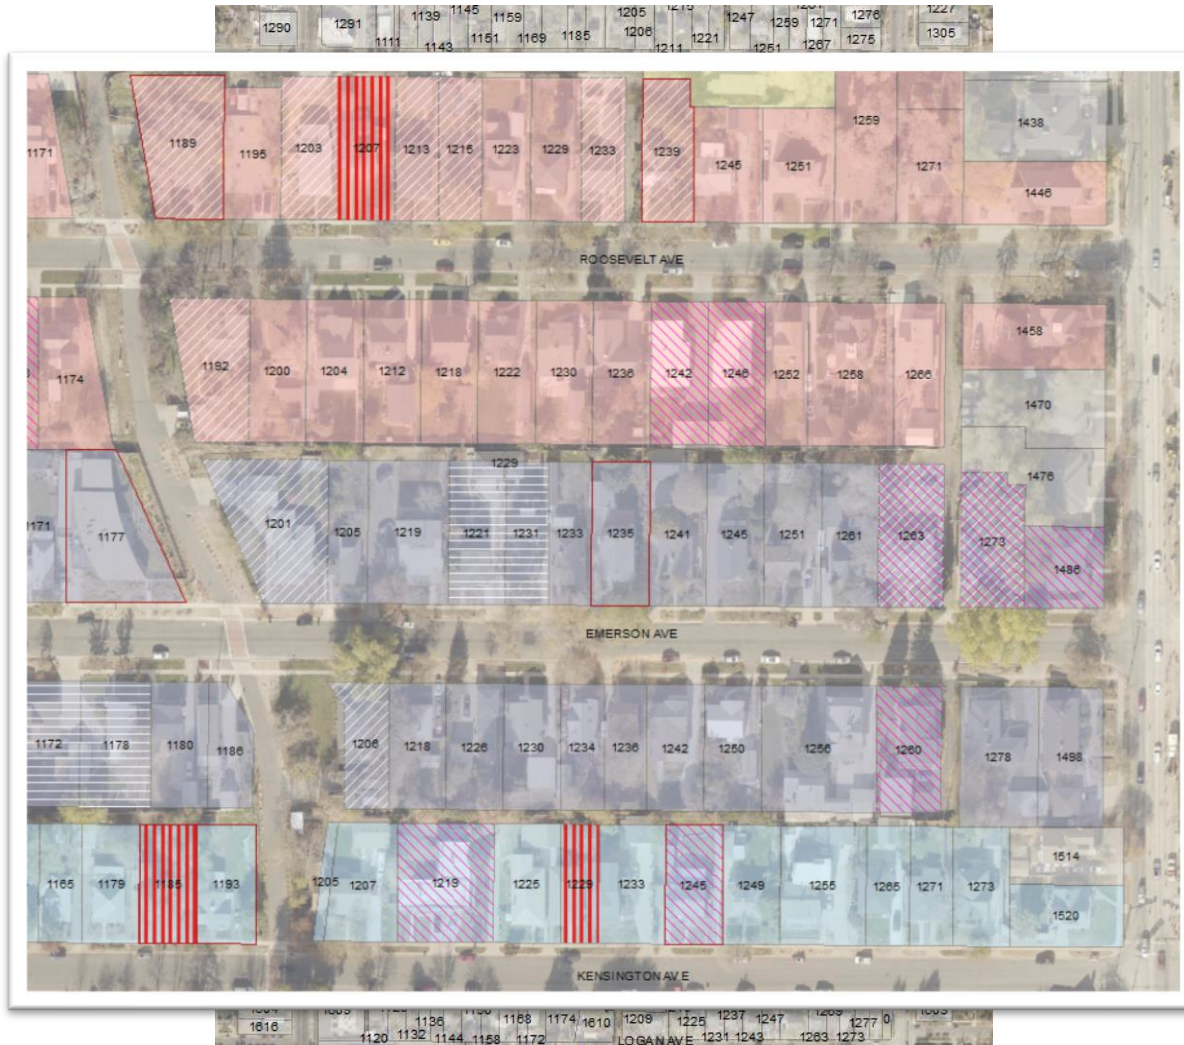 1290 1291 1139 1145 1159 1205 1247 1259 1271 1276 1227
1111 1143 1151 1169 1185 1206 1211 1221 1251 1267 1275 1305
1171 1189 1195 1203 1207 1213 1215 1223 1229 1233 1239 1245 1251 1259 1271 1438
1446
ROOSEVELT AVE
1174 1192 1200 1204 1212 1218 1222 1230 1236 1242 1246 1252 1258 1266 1458
1470
1171 1177 1201 1205 1219 1221 1229 1231 1233 1235 1241 1245 1251 1261 1263 1273 1476
1486
EMERSON AVE
1172 1178 1180 1186 1206 1218 1226 1230 1234 1236 1242 1250 1256 1260 1278 1498
1165 1179 1185 1193 1205 1207 1219 1225 1229 1233 1245 1249 1255 1265 1271 1273 1514
1520
KENSINGTON AVE
1616 1136 1168 1174 1610 1209 1225 1237 1247 1277
1120 1132 1144 1158 1172 LOGAN AVE 1231 1243 1263 1273